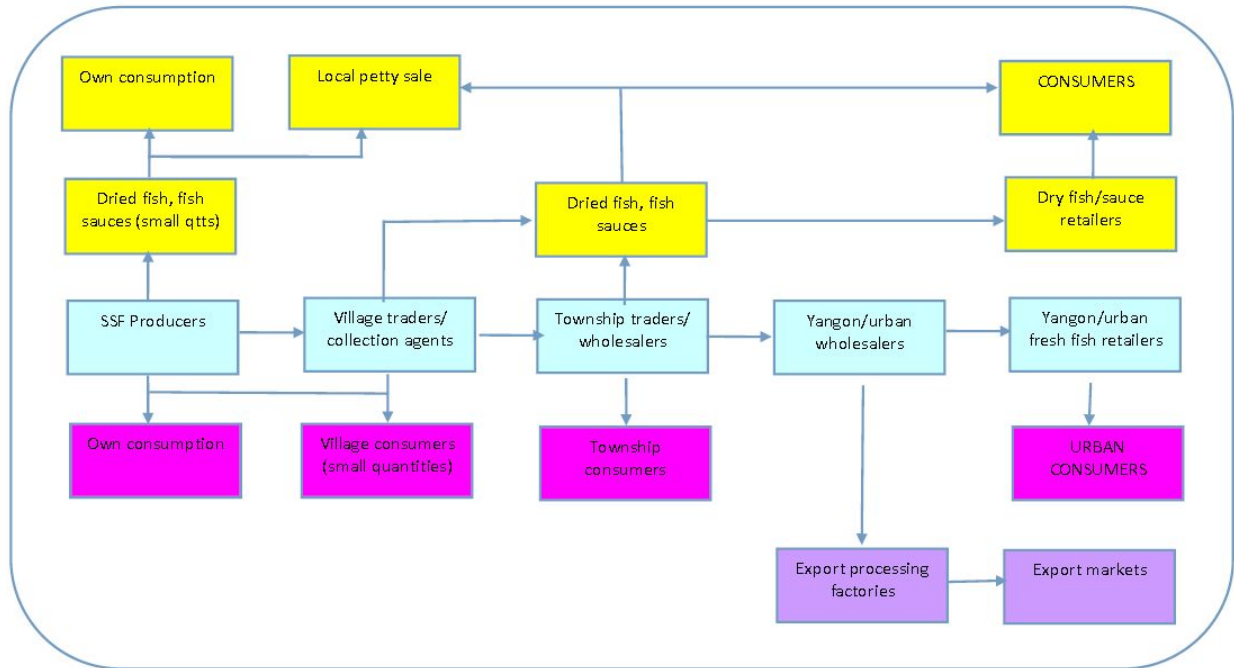 Own consumption
Local petty sale
CONSUMERS
Dried fish, fish
sauces (small qtts)
Dried fish, fish
sauces
Dry fish/sauce
retailers
SSF Producers
Village traders/
collection agents
Township traders/
wholesalers
Yangon/urban
wholesalers
Yangon/urban
fresh fish retailers
Own consumption
Village consumers
(small quantities)
Township
consumers
URBAN
CONSUMERS
Export processing
factories
Export markets